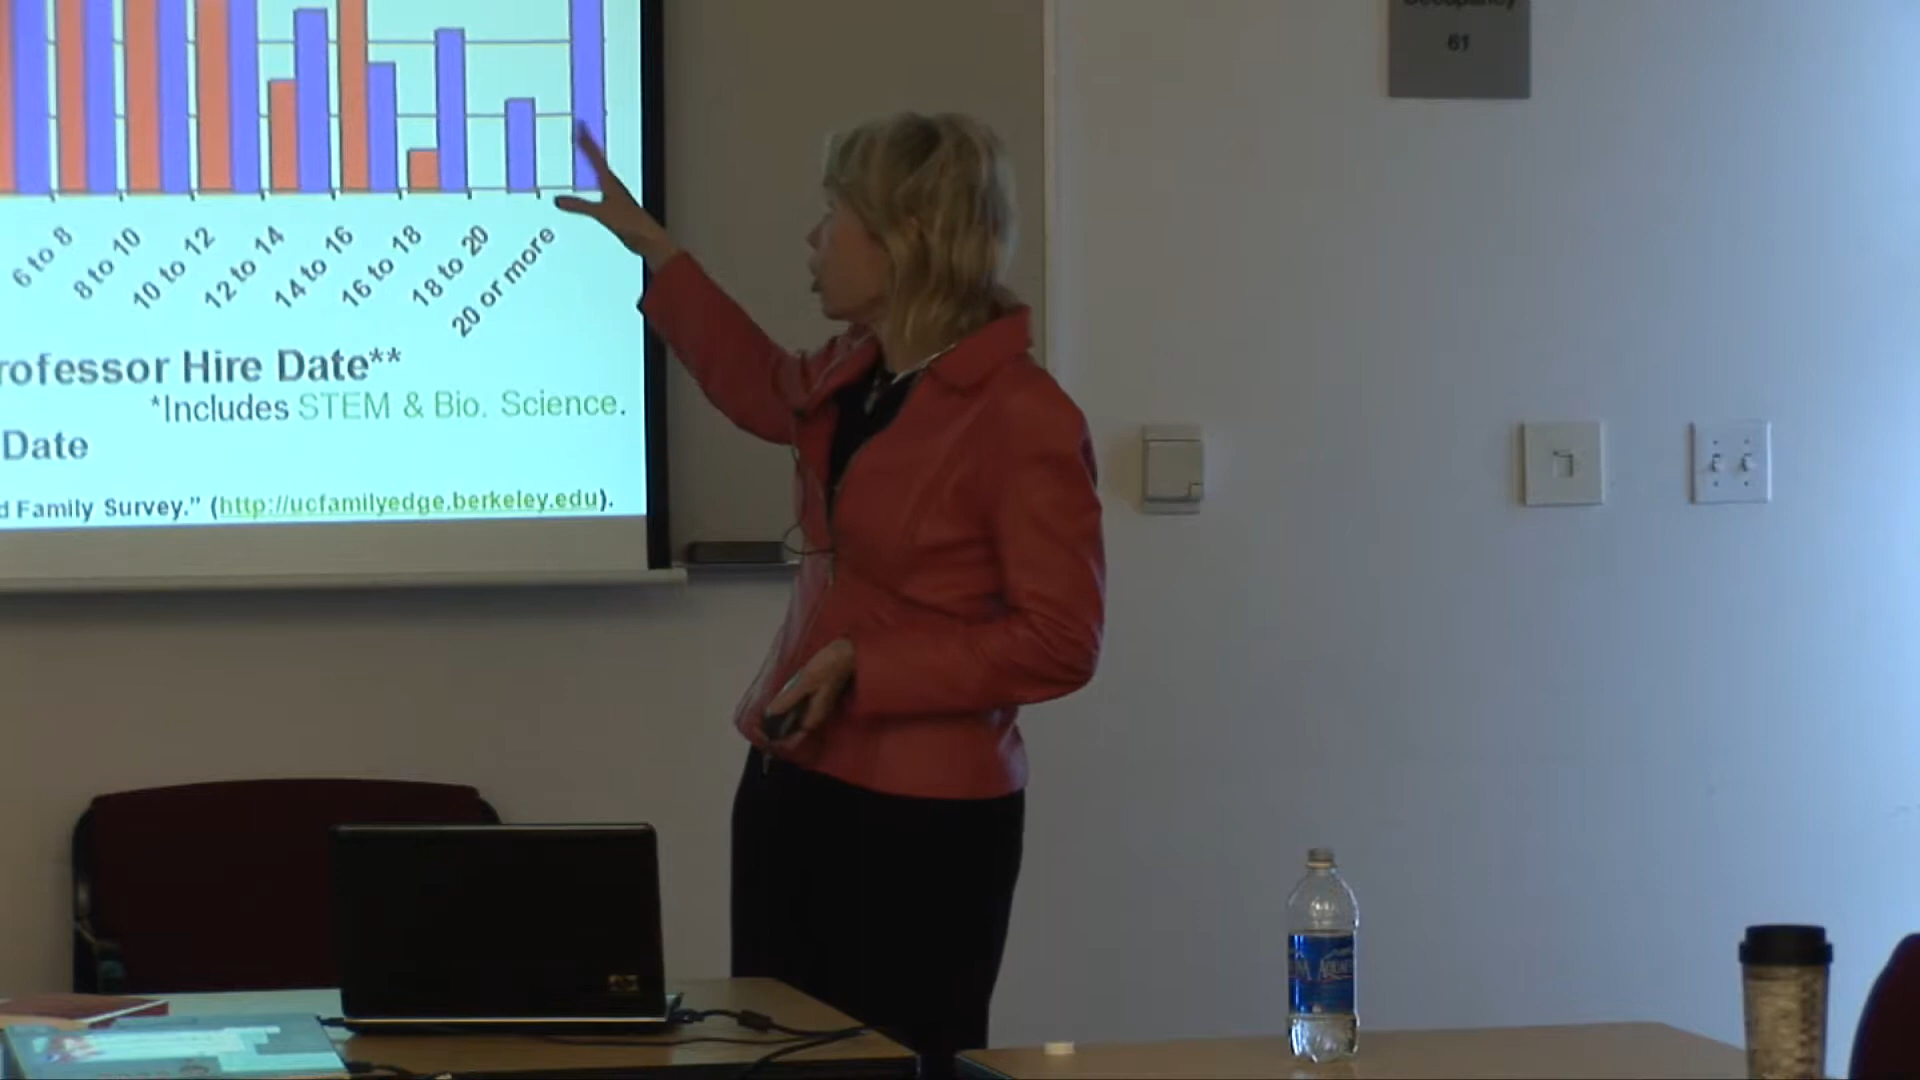 Occupancy
61
6 to 8
8 to 10
10 to 12
12 to 14
14 to 16
16 to 18
18 to 20
20 or more
rofessor Hire Date**
*Includes STEM & Bio. Science.
Date
d Family Survey.” (http://ucfamilyedge.berkeley.edu).